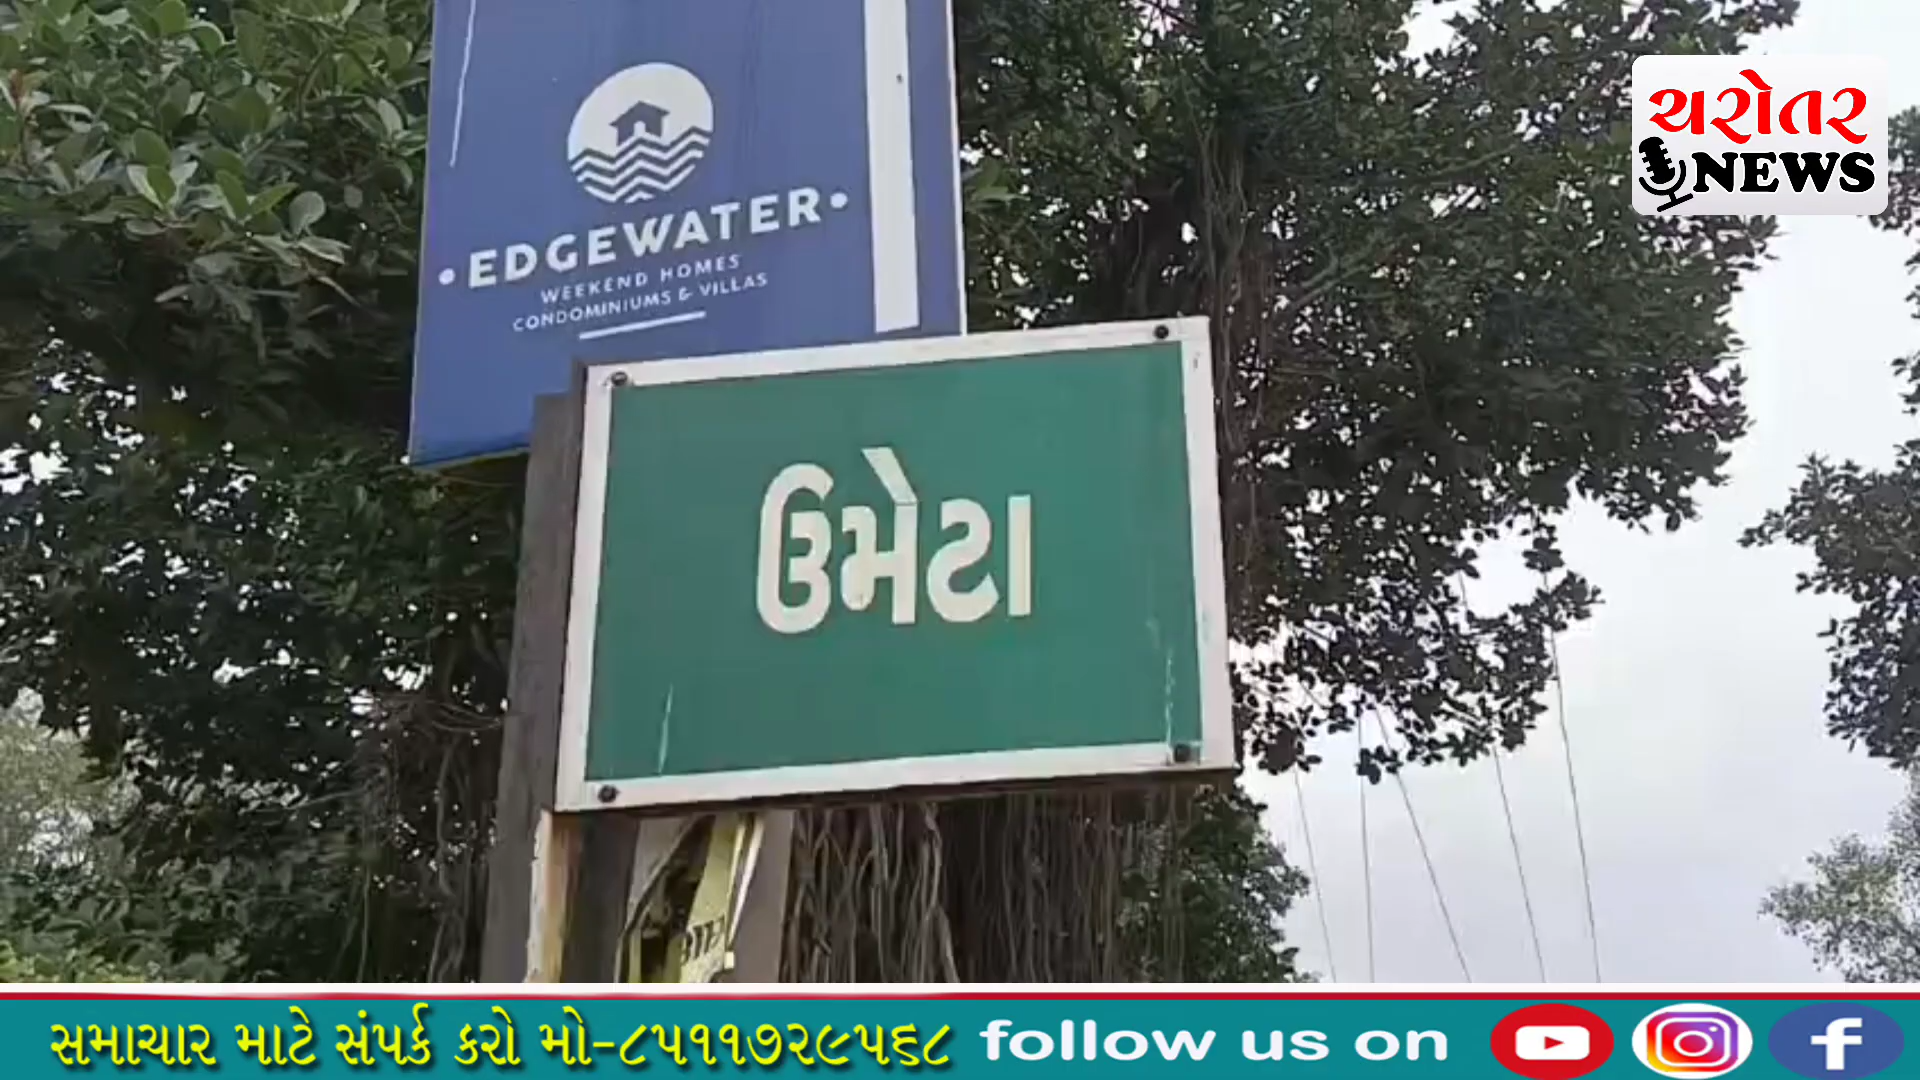 ચરોતર
NEWS
• EDGEWATER •
WEEKEND HOMES
CONDOMINIUMS & VILLAS
ઉમેટા
સમાચાર માટે સંપર્ક કરો મો-૮૫૧૧૭૨૯૫૬૮ follow us on